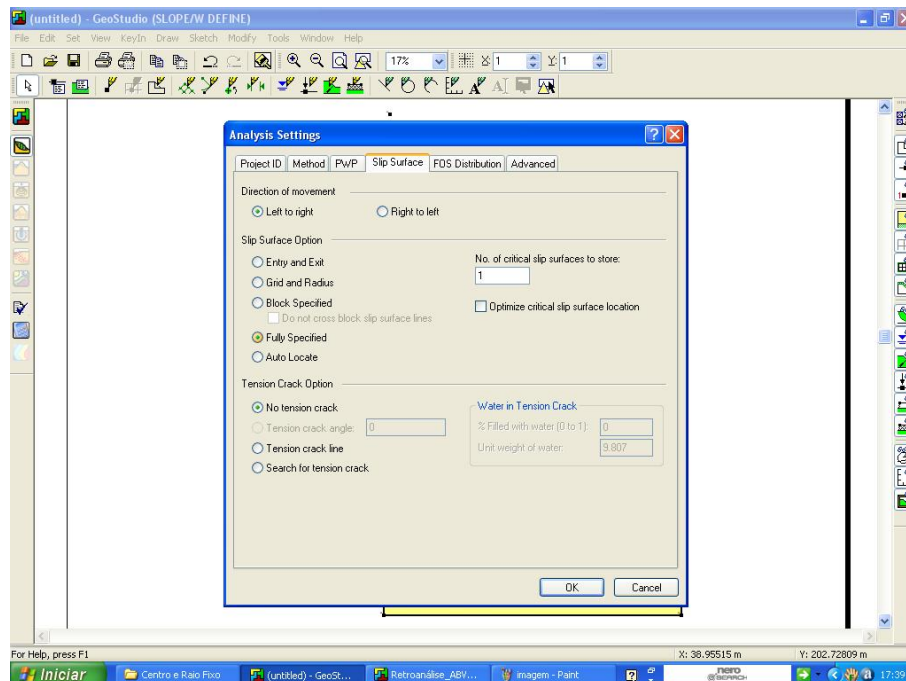 (untitled) - GeoStudio (SLOPE/W DEFINE)
File Edit Set View KeyIn Draw Sketch Modify Tools Window Help
17% X: 1 Y: 1
Analysis Settings
Project ID Method PWP Slip Surface FOS Distribution Advanced
Direction of movement
Left to right Right to left
Slip Surface Option
Entry and Exit
No. of critical slip surfaces to store:
Grid and Radius
1
Block Specified
Optimize critical slip surface location
Do not cross block slip surface lines
Fully Specified
Auto Locate
Tension Crack Option
No tension crack
Water in Tension Crack
Tension crack angle: 0
% Filled with water (0 to 1): 0
Tension crack line
Unit weight of water: 9.807
Search for tension crack
OK Cancel
For Help, press F1
X: 38.95515 m Y: 202.72809 m
Iniciar Centro e Raio Fixo (untitled) - GeoSt... Retroanálise_ABV... imagem - Paint nero SEARCH 17:39